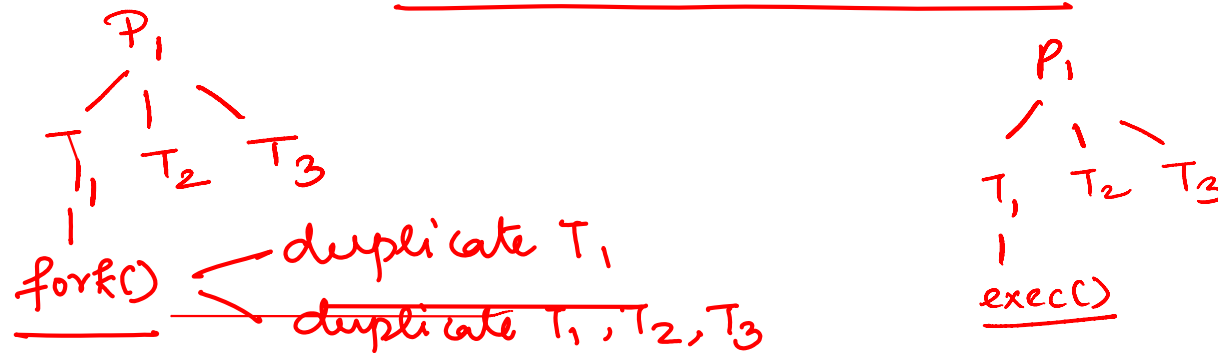 P1
T1 T2 T3
fork()
duplicate T1
duplicate T1, T2, T3
P1
T1 T2 T3
exec()